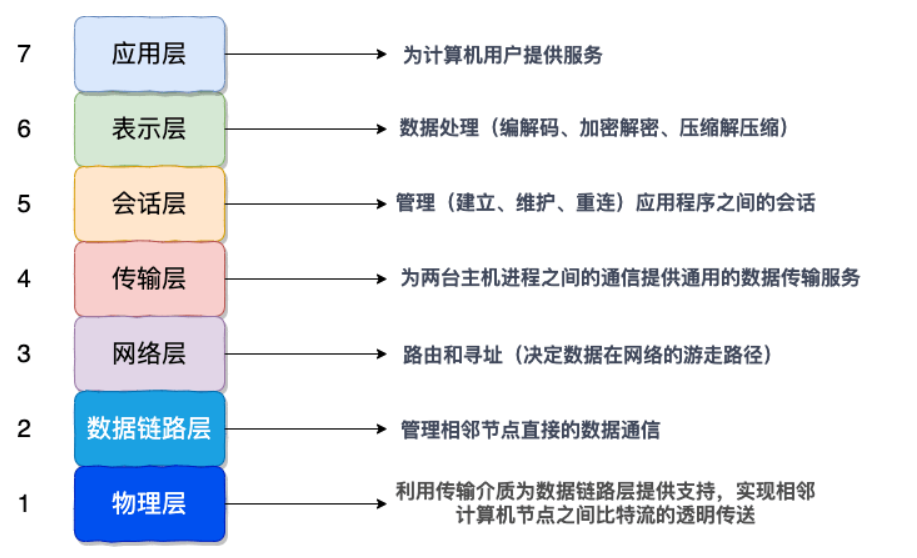 7 应用层 为计算机用户提供服务
6 表示层 数据处理（编解码、加密解密、压缩解压缩）
5 会话层 管理（建立、维护、重连）应用程序之间的会话
4 传输层 为两台主机进程之间的通信提供通用的数据传输服务
3 网络层 路由和寻址（决定数据在网络的游走路径）
2 数据链路层 管理相邻节点直接的数据通信
1 物理层 利用传输介质为数据链路层提供支持，实现相邻
计算机节点之间比特流的透明传送